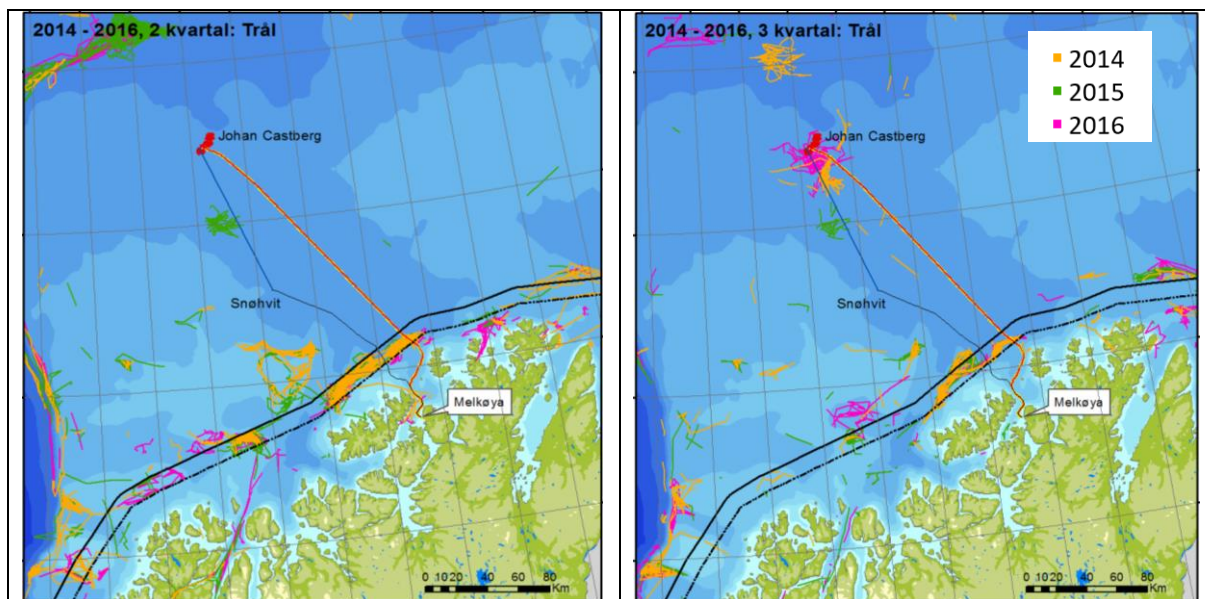 2014 - 2016, 2 kvartal: Trål
Johan Castberg
Snøhvit
Melkøya
0 10 20 40 60 80
Km
2014 - 2016, 3 kvartal: Trål
2014
2015
2016
Johan Castberg
Snøhvit
Melkøya
0 10 20 40 60 80
Km